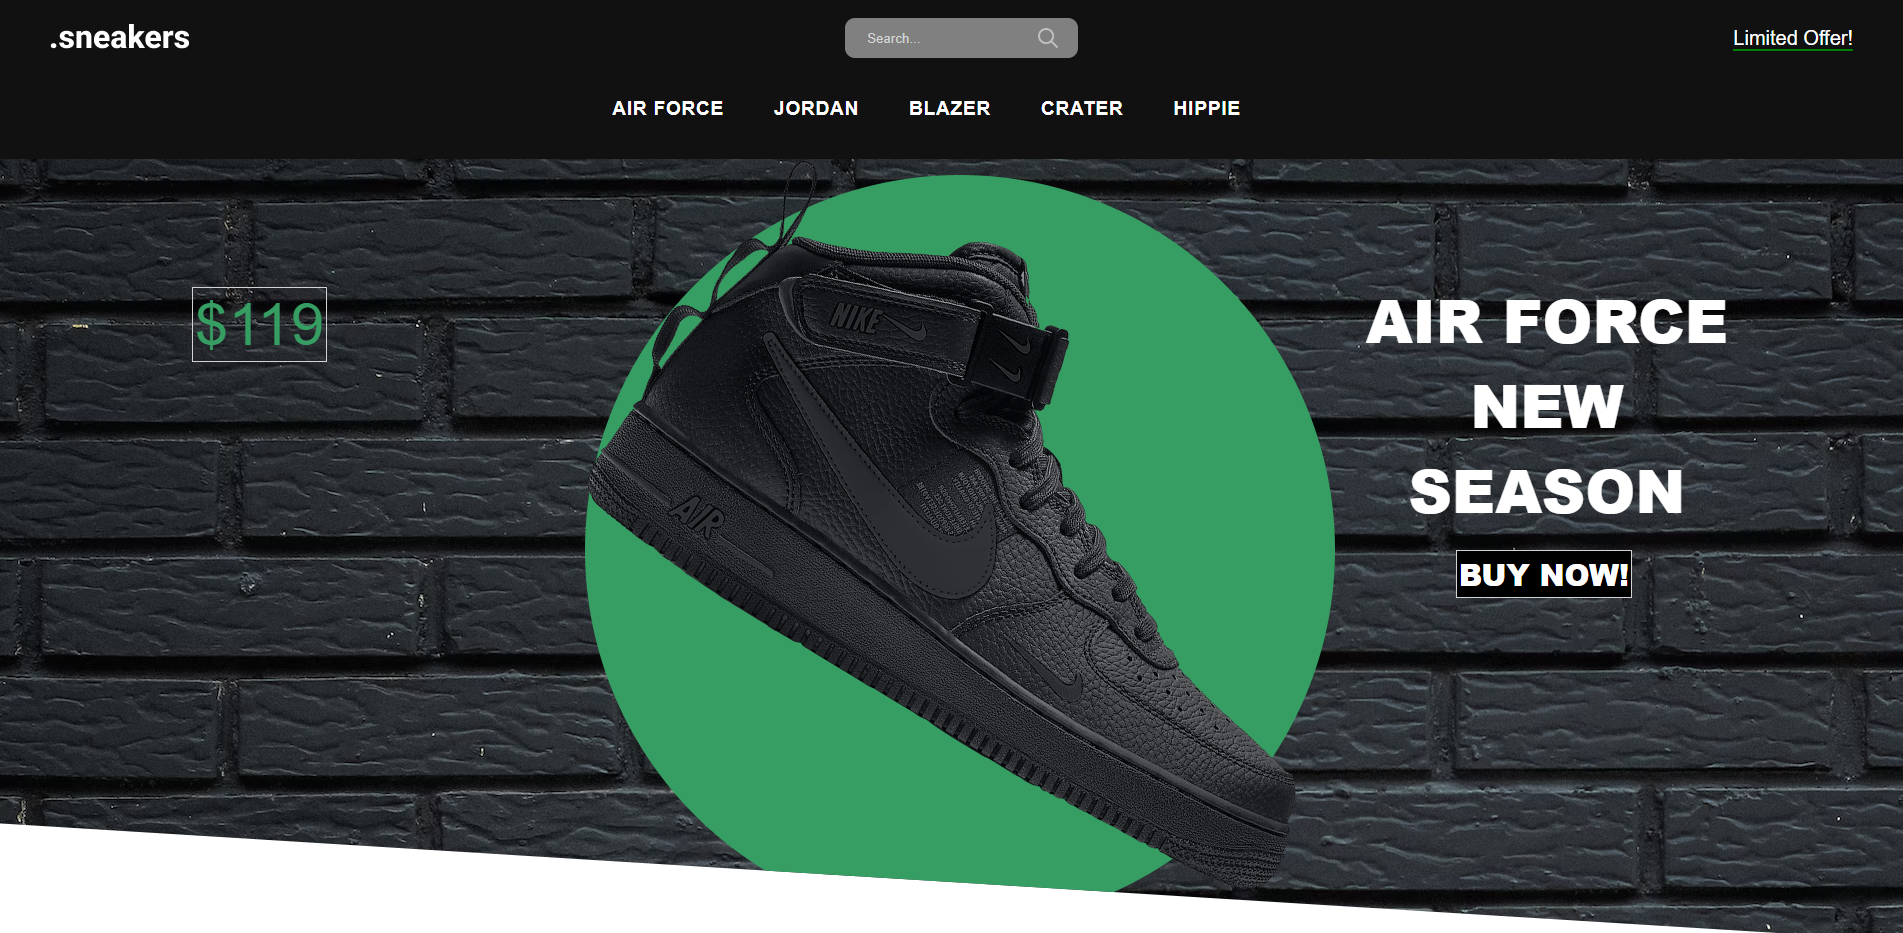 .sneakers
Search...
Limited Offer!
AIR FORCE
JORDAN
BLAZER
CRATER
HIPPIE
$119
NIKE
AIR
AIR FORCE
NEW
SEASON
BUY NOW!